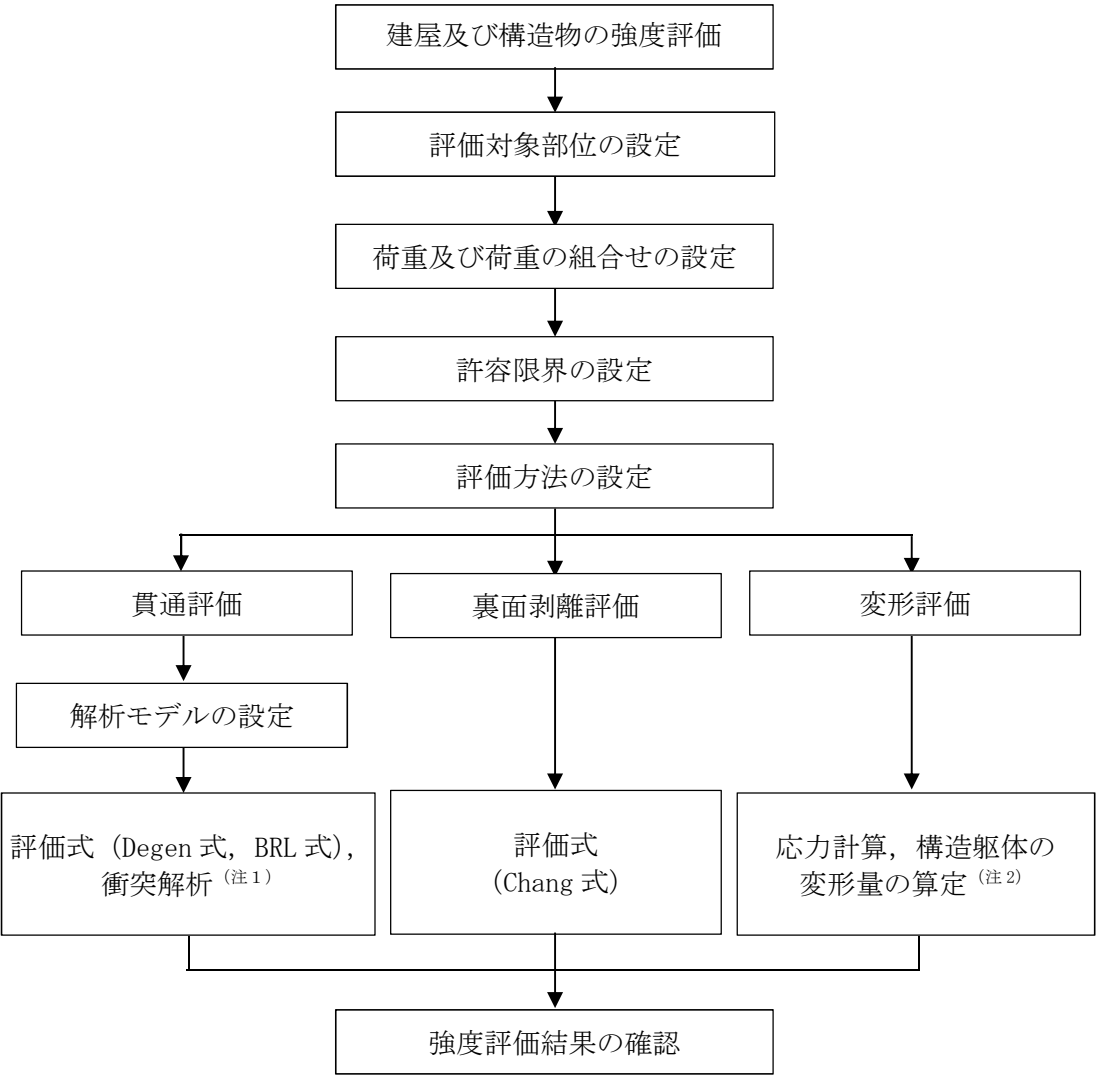 建屋及び構造物の強度評価
評価対象部位の設定
荷重及び荷重の組合せの設定
許容限界の設定
評価方法の設定
貫通評価
裏面剥離評価
変形評価
解析モデルの設定
評価式 (Degen 式, BRL 式),
衝突解析 (注1)
評価式
(Chang 式)
応力計算, 構造躯体の
変形量の算定 (注2)
強度評価結果の確認